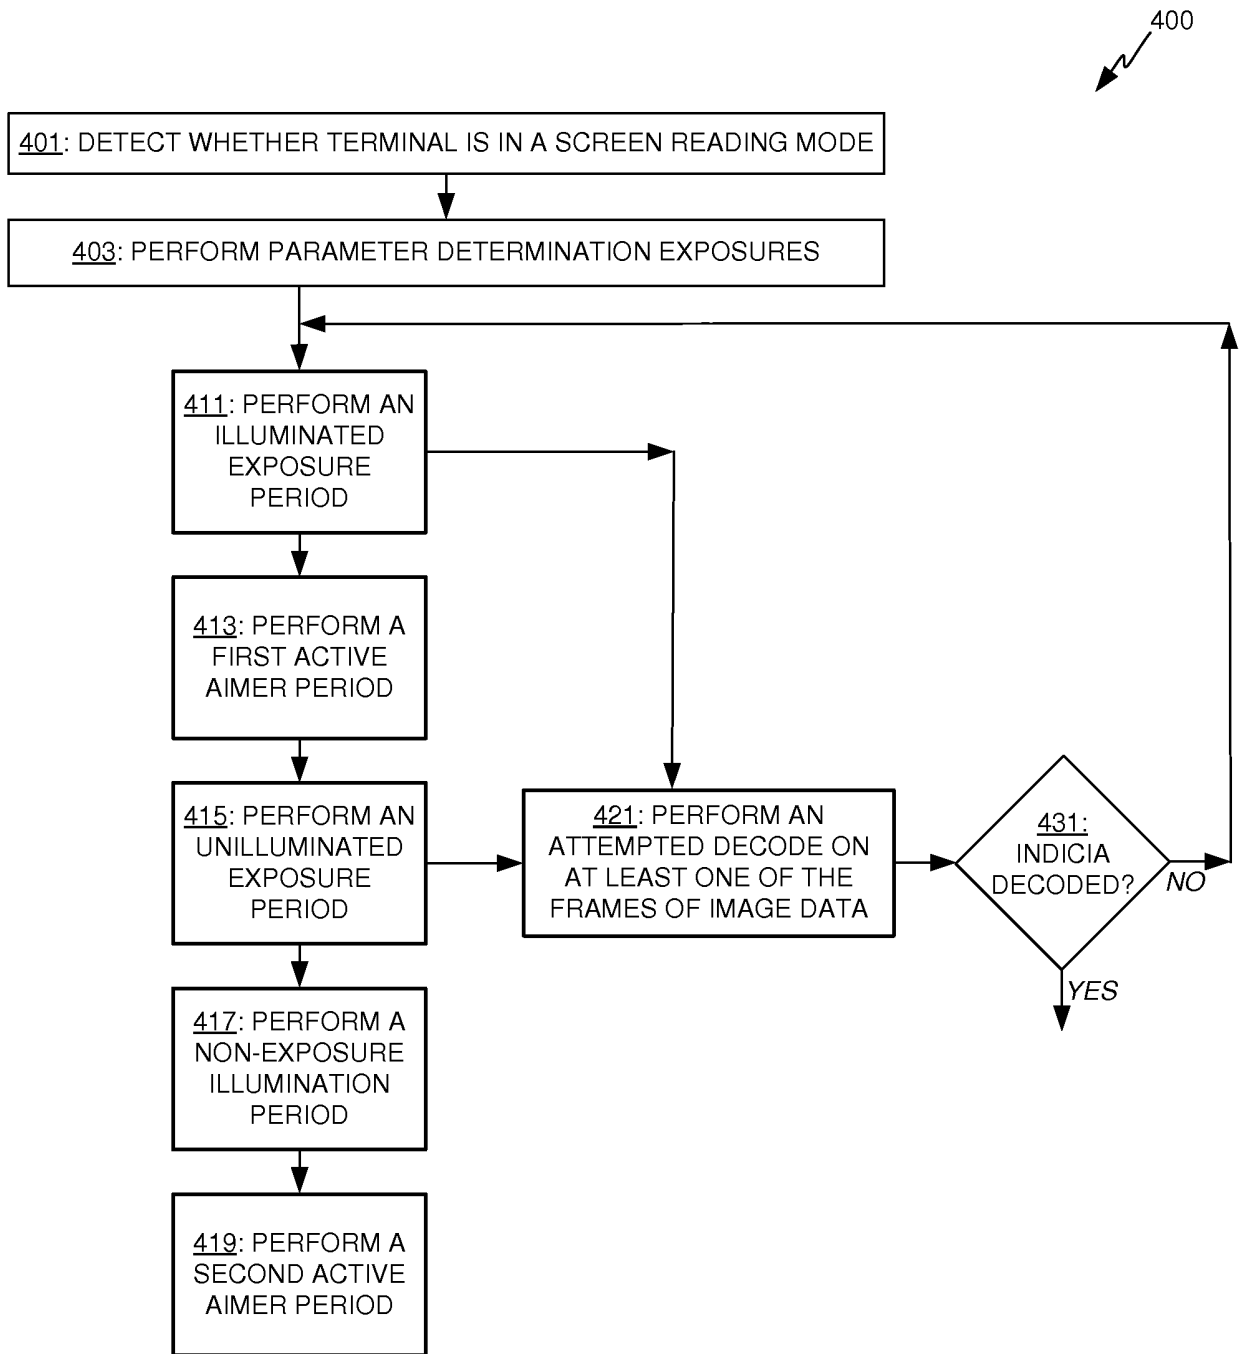 400
401: DETECT WHETHER TERMINAL IS IN A SCREEN READING MODE
403: PERFORM PARAMETER DETERMINATION EXPOSURES
411: PERFORM AN
ILLUMINATED
EXPOSURE
PERIOD
413: PERFORM A
FIRST ACTIVE
AIMER PERIOD
415: PERFORM AN
UNILLUMINATED
EXPOSURE
PERIOD
421: PERFORM AN
ATTEMPTED DECODE ON
AT LEAST ONE OF THE
FRAMES OF IMAGE DATA
431:
INDICIA
DECODED?
NO
YES
417: PERFORM A
NON-EXPOSURE
ILLUMINATION
PERIOD
419: PERFORM A
SECOND ACTIVE
AIMER PERIOD